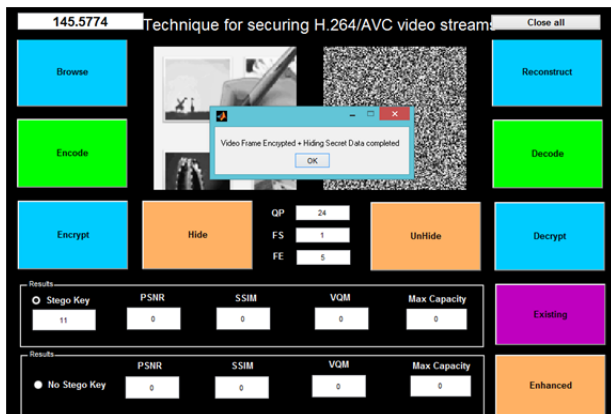 145.5774
Technique for securing H.264/AVC video streams
Close all
Browse
Reconstruct
Video Frame Encrypted + Hiding Secret Data completed
OK
Encode
Decode
Encrypt
Hide
QP 24
FS 1
FE 5
UnHide
Decrypt
Results
Stego Key PSNR SSIM VQM Max Capacity
11 0 0 0 0
Existing
Results
PSNR SSIM VQM Max Capacity
No Stego Key 0 0 0 0
Enhanced